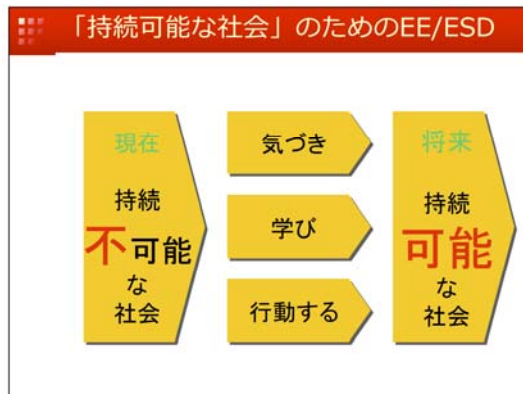 「持続可能な社会」のためのEE/ESD
現在
持続
不可能
な
社会
気づき
学び
行動する
将来
持続
可能
な
社会